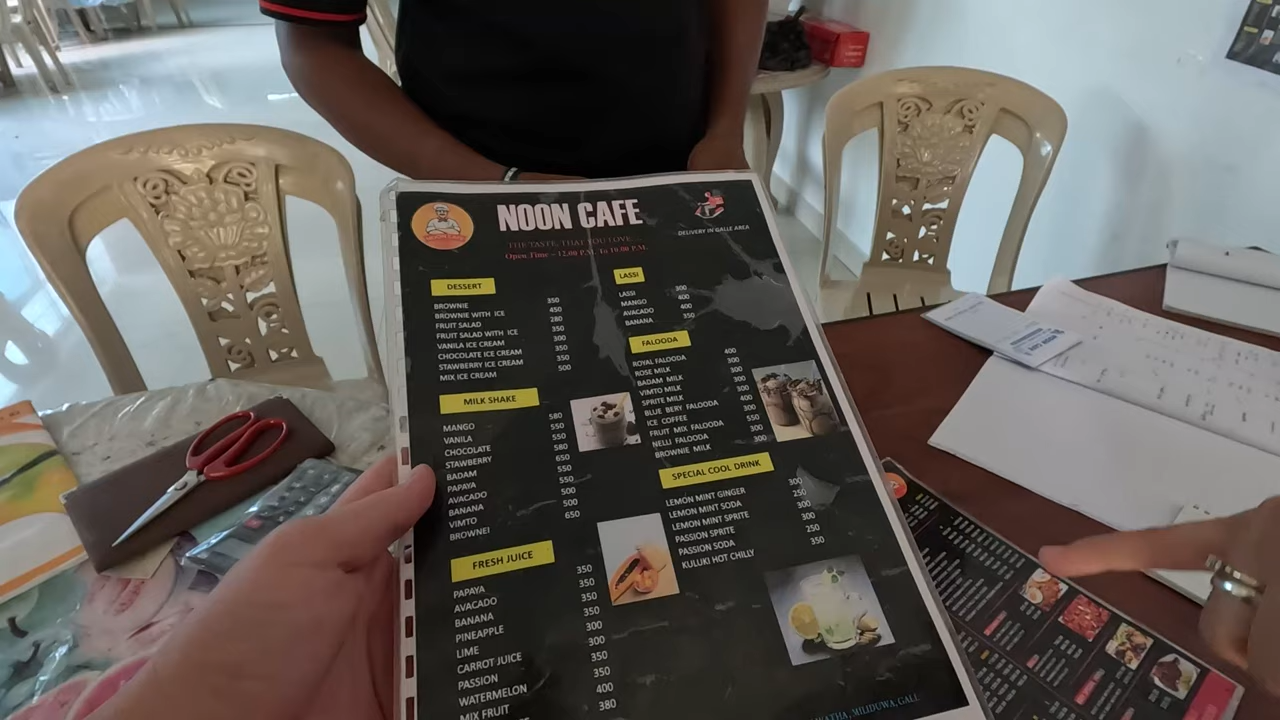 NOON CAFE
THE TASTE, THAT YOU LOVE
Open Time - 12.00 P.M. To 10.00 P.M.
DELIVERY IN GALLE AREA
NOON CAFE
DESSERT
BROWNIE 350
BROWNIE WITH ICE 450
FRUIT SALAD 280
FRUIT SALAD WITH ICE 350
VANILA ICE CREAM 300
CHOCOLATE ICE CREAM 350
STAWBERRY ICE CREAM 350
MIX ICE CREAM 500
MILK SHAKE
MANGO 580
VANILA 550
CHOCOLATE 550
STAWBERRY 580
BADAM 650
PAPAYA 550
AVACADO 550
BANANA 500
VIMTO 500
BROWNEI 650
FRESH JUICE
PAPAYA 350
AVACADO 350
BANANA 350
PINEAPPLE 350
LIME 300
CARROT JUICE 300
PASSION 350
WATERMELON 350
MIX FRUIT 400
380
LASSI
LASSI 300
MANGO 400
AVACADO 400
BANANA 350
FALOODA
ROYAL FALOODA 400
ROSE MILK 300
BADAM MILK 300
VIMTO MILK 300
SPRITE MILK 300
BLUE BERY FALOODA 400
ICE COFFEE 300
FRUIT MIX FALOODA 550
NELLI FALOODA 300
BROWNIE MILK 300
SPECIAL COOL DRINK
LEMON MINT GINGER 300
LEMON MINT SODA 250
LEMON MINT SPRITE 300
PASSION SPRITE 300
PASSION SODA 250
KULUKI HOT CHILLY 350
WATHA, MILIDUWA, GALL